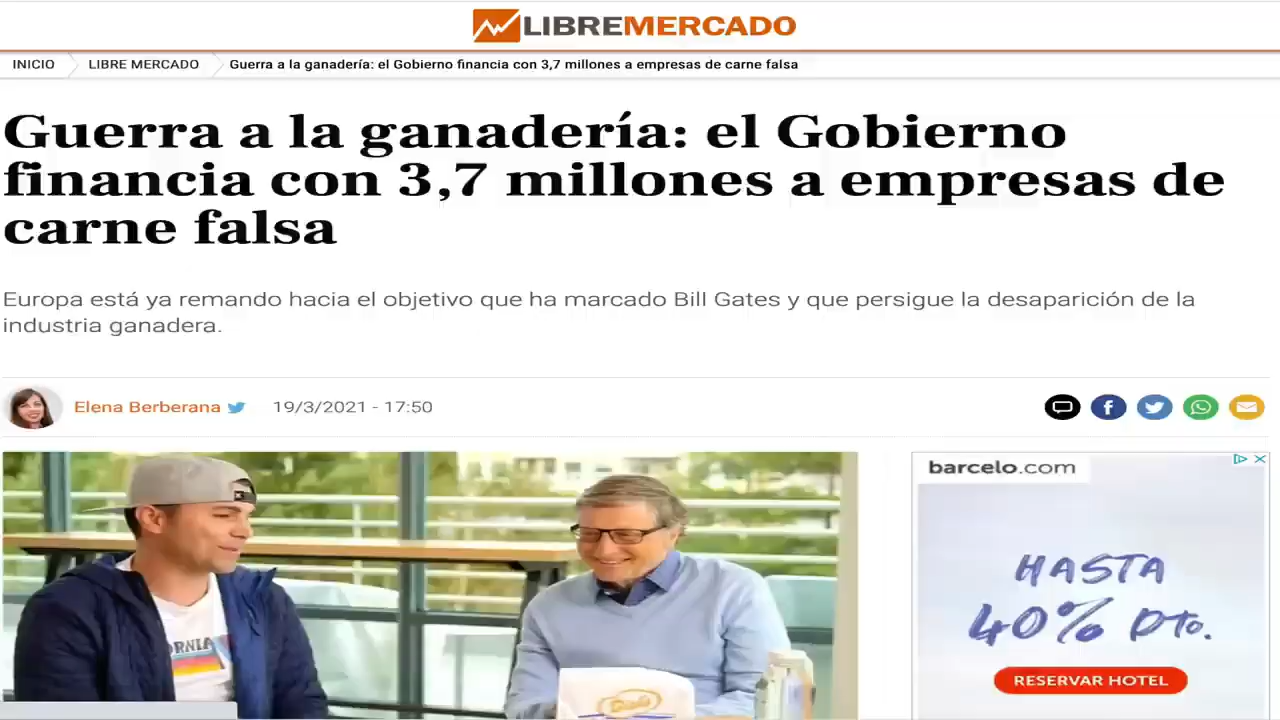 LIBREMERCADO
INICIO LIBRE MERCADO Guerra a la ganadería: el Gobierno financia con 3,7 millones a empresas de carne falsa
Guerra a la ganadería: el Gobierno
financia con 3,7 millones a empresas de
carne falsa
Europa está ya remando hacia el objetivo que ha marcado Bill Gates y que persigue la desaparición de la
industria ganadera.
Elena Berberana 19/3/2021 - 17:50
barcelo.com
HASTA
40% Dto.
RESERVAR HOTEL